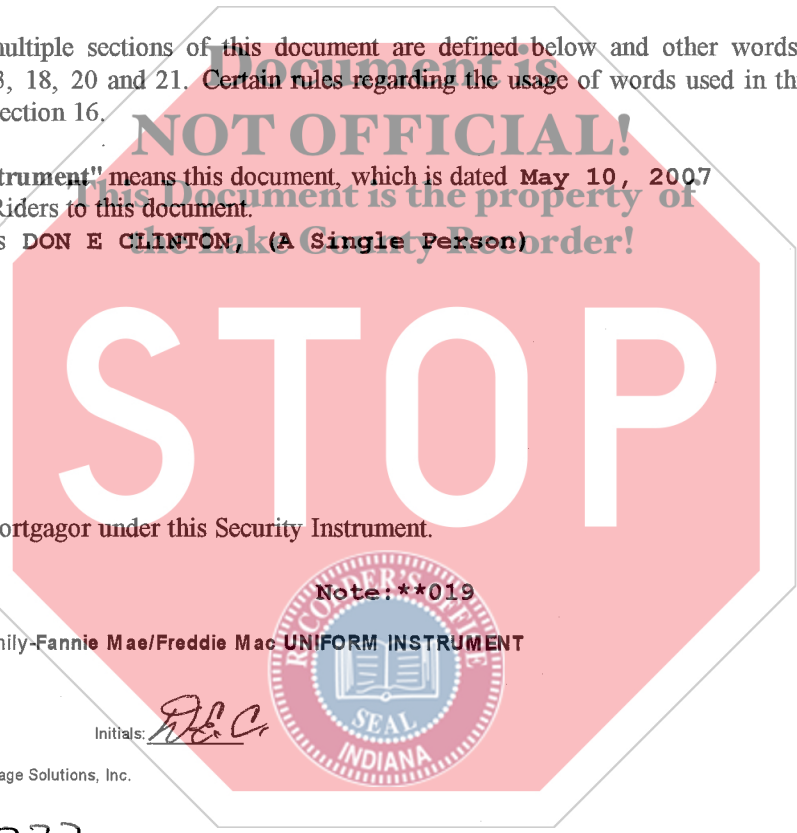 multiple sections of this document are defined below and other words
Document is
3, 18, 20 and 21. Certain rules regarding the usage of words used in th
ection 16.
NOT OFFICIAL!
trument" means this document, which is dated May 10, 2007
This Document is the property of
Riders to this document.
s DON E CLINTON, (A Single Person)
the Lake County Recorder!
STOP
ortgagor under this Security Instrument.
Note:**019
RECORDER'S OFFICE
mily-Fannie Mae/Freddie Mac UNIFORM INSTRUMENT
SEAL
INDIANA
Initials: D.E.C.
age Solutions, Inc.